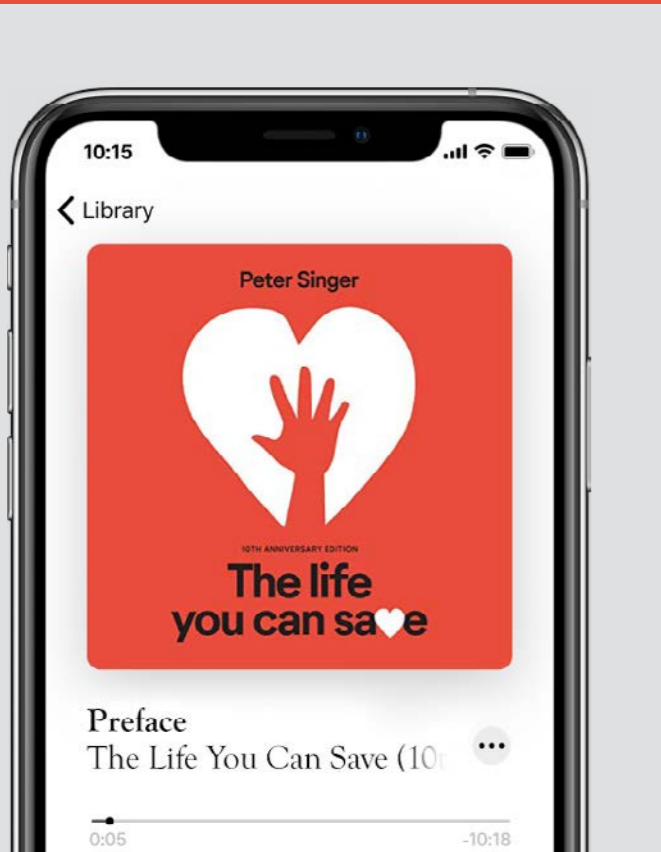 10:15
Library
Peter Singer
10TH ANNIVERSARY EDITION
The life
you can save
Preface
The Life You Can Save (10
0:05
-10:18